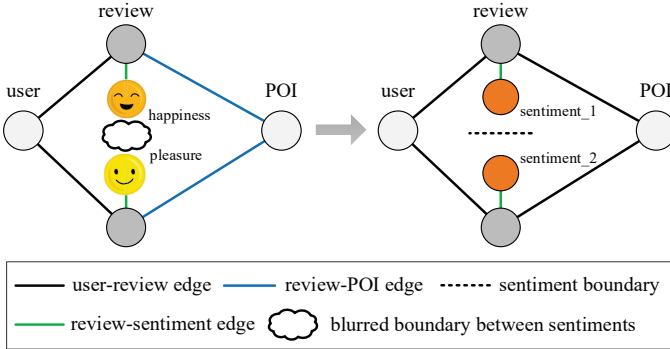 review
user
POI
happiness
pleasure
review
user
POI
sentiment_1
sentiment_2
user-review edge
review-POI edge
sentiment boundary
review-sentiment edge
blurred boundary between sentiments